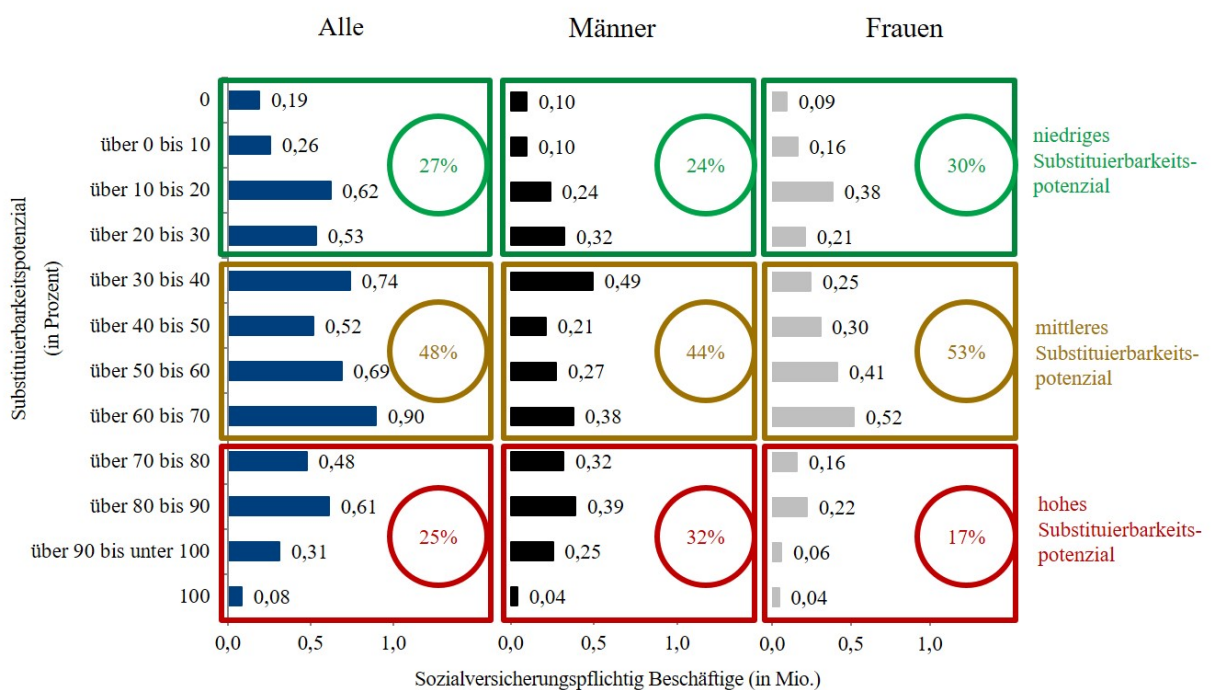 Alle Männer Frauen
Substituierbarkeitspotenzial
(in Prozent)
0 0,19 0,10 0,09
über 0 bis 10 0,26 0,10 0,16
über 10 bis 20 0,62 0,24 0,38
über 20 bis 30 0,53 0,32 0,21
27% 24% 30%
niedriges
Substituierbarkeits-
potenzial
über 30 bis 40 0,74 0,49 0,25
über 40 bis 50 0,52 0,21 0,30
über 50 bis 60 0,69 0,27 0,41
über 60 bis 70 0,90 0,38 0,52
48% 44% 53%
mittleres
Substituierbarkeits-
potenzial
über 70 bis 80 0,48 0,32 0,16
über 80 bis 90 0,61 0,39 0,22
über 90 bis unter 100 0,31 0,25 0,06
100 0,08 0,04 0,04
25% 32% 17%
hohes
Substituierbarkeits-
potenzial
0,0 0,5 1,0 0,0 0,5 1,0 0,0 0,5 1,0
Sozialversicherungspflichtig Beschäftige (in Mio.)